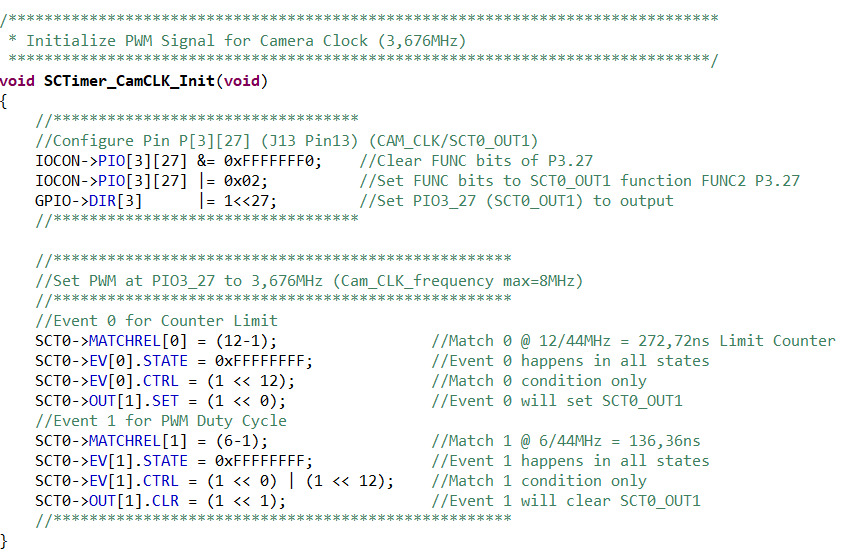 /*******************************************************************************
 * Initialize PWM Signal for Camera Clock (3,676MHz)
 ******************************************************************************/
void SCTimer_CamCLK_Init(void)
{
    //**********************************
    //Configure Pin P[3][27] (J13 Pin13) (CAM_CLK/SCT0_OUT1)
    IOCON->PIO[3][27] &= 0xFFFFFFF0;    //Clear FUNC bits of P3.27
    IOCON->PIO[3][27] |= 0x02;          //Set FUNC bits to SCT0_OUT1 function FUNC2 P3.27
    GPIO->DIR[3]      |= 1<<27;         //Set PIO3_27 (SCT0_OUT1) to output
    //**********************************

    //***************************************************
    //Set PWM at PIO3_27 to 3,676MHz (Cam_CLK_frequency max=8MHz)
    //***************************************************
    //Event 0 for Counter Limit
    SCT0->MATCHREL[0] = (12-1);                 //Match 0 @ 12/44MHz = 272,72ns Limit Counter
    SCT0->EV[0].STATE = 0xFFFFFFFF;             //Event 0 happens in all states
    SCT0->EV[0].CTRL = (1 << 12);               //Match 0 condition only
    SCT0->OUT[1].SET = (1 << 0);                //Event 0 will set SCT0_OUT1
    //Event 1 for PWM Duty Cycle
    SCT0->MATCHREL[1] = (6-1);                  //Match 1 @ 6/44MHz = 136,36ns
    SCT0->EV[1].STATE = 0xFFFFFFFF;             //Event 1 happens in all states
    SCT0->EV[1].CTRL = (1 << 0) | (1 << 12);    //Match 1 condition only
    SCT0->OUT[1].CLR = (1 << 1);                //Event 1 will clear SCT0_OUT1
    //***************************************************
}